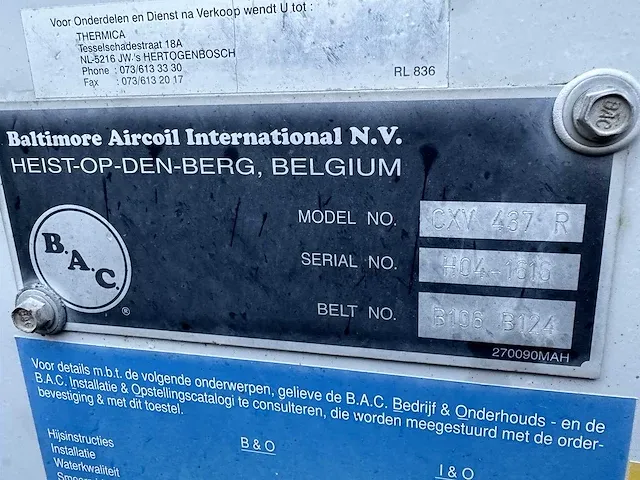 Voor Onderdelen en Dienst na Verkoop wendt U tot :
THERMICA
Tesselschadestraat 18A
NL-5216 JW-'s HERTOGENBOSCH
Phone : 073/613 33 30
Fax : 073/613 20 17
RL 836
BAC
Baltimore Aircoil International N.V.
HEIST-OP-DEN-BERG, BELGIUM
MODEL NO. CXV 437 R
SERIAL NO.
B.A.C.
®
BELT NO. B106 B124
270090MAH
Voor details m.b.t. de volgende onderwerpen, gelieve de B.A.C. Bedrijf & Onderhouds - en de
B.A.C. Installatie & Opstellingscatalogi te consulteren, die worden meegestuurd met de order-
bevestiging & met dit toestel.
B & O
I & O
Hijsinstructies
Installatie
Waterkwaliteit